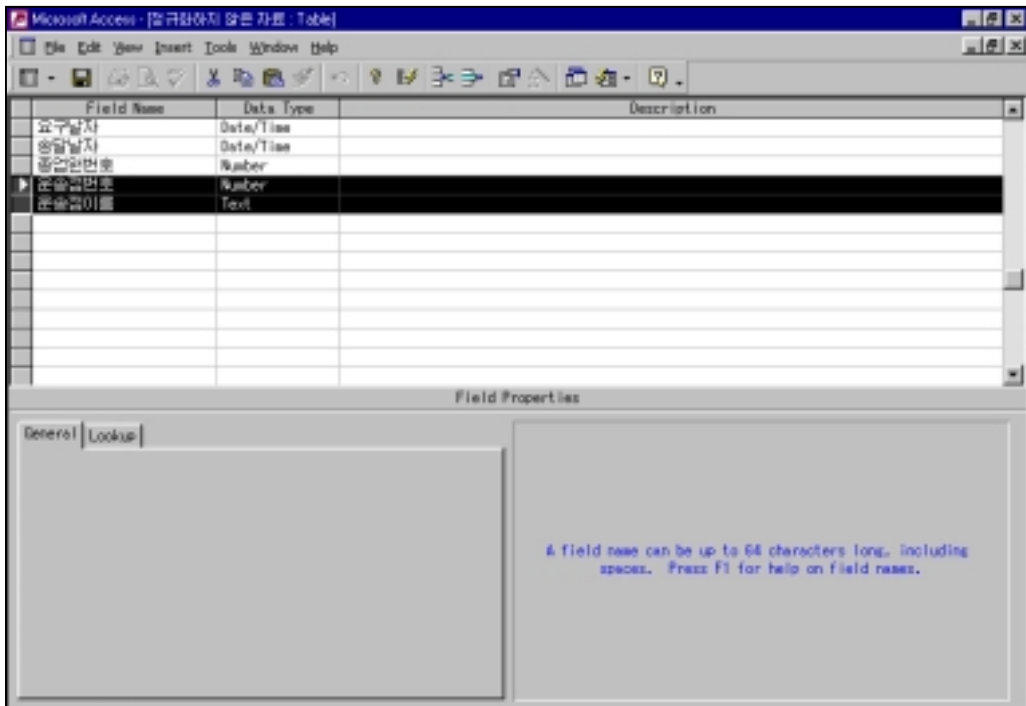 Microsoft Access - [정규화하지 않은 자료 : Table]
File Edit View Insert Tools Window Help
Field Name Data Type Description
요구날자 Date/Time
송달날자 Date/Time
종업원번호 Number
운송점번호 Number
운송점이름 Text
Field Properties
General Lookup
A field name can be up to 64 characters long, including
spaces. Press F1 for help on field names.